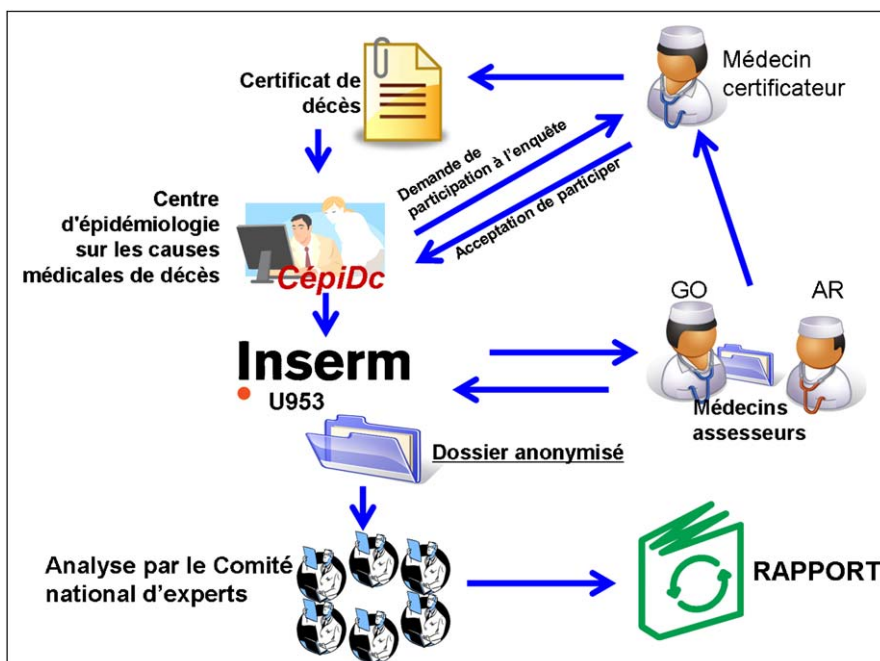 Certificat de
décès
Médecin
certificateur
Demande de
participation à l'enquête
Acceptation de participer
Centre
d'épidémiologie
sur les causes
médicales de décès
CépiDc
GO
AR
Médecins
assesseurs
Inserm
U953
Dossier anonymisé
Analyse par le Comité
national d'experts
RAPPORT